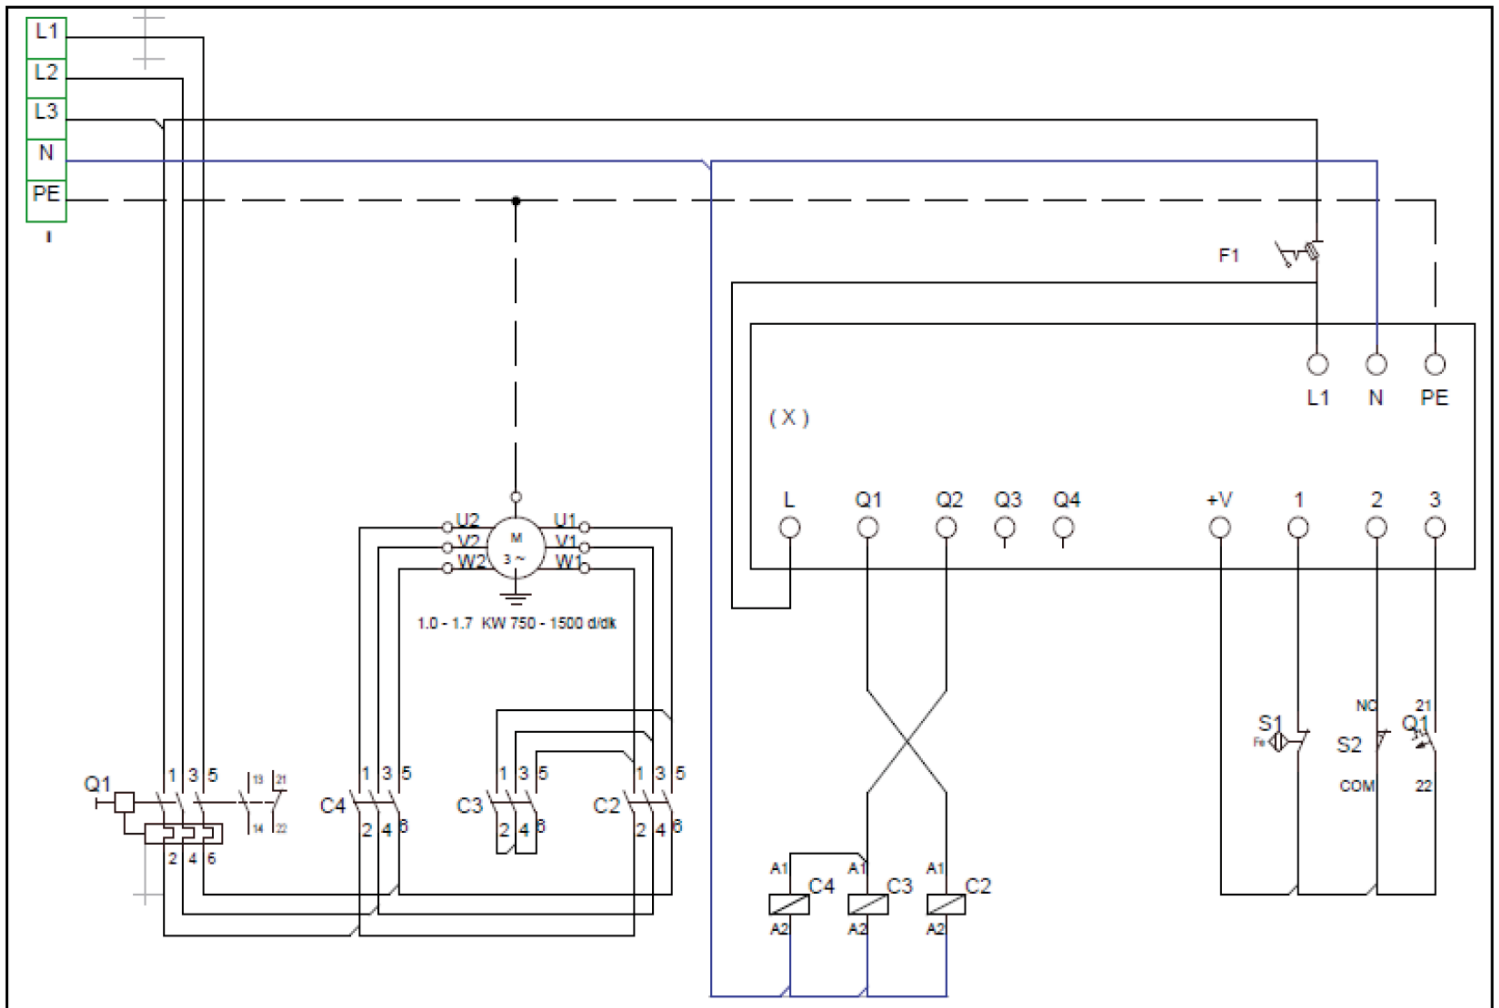 L1
L2
L3
N
PE
F1
L1 N PE
( X )
L Q1 Q2 Q3 Q4 +V 1 2 3
U2 U1
V2 M V1
W2 3 ~ W1
1.0 - 1.7 KW 750 - 1500 d/dk
NC 21
S1 Q1
Fe S2
COM 22
Q1 1 3 5 13 21
14 22
2 4 6
C4 1 3 5
2 4 6
C3 1 3 5
2 4 6
C2 1 3 5
2 4 6
A1 A1 A1
C4 C3 C2
A2 A2 A2